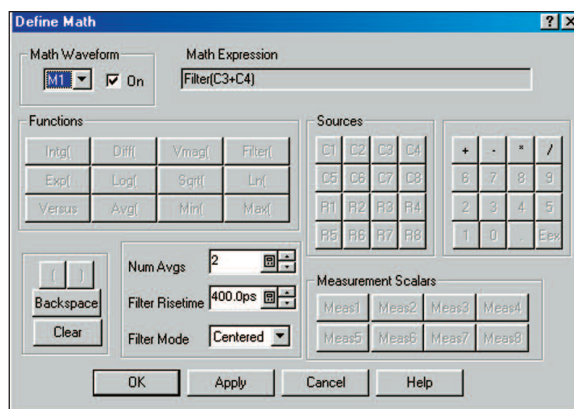 Define Math
Math Waveform
Math Expression
M1
On
Filter(C3+C4)
Functions
Intg( Diff( Vmag( Filter(
Exp( Log( Sqrt( Ln(
Versus Avg( Min( Max(
Sources
C1 C2 C3 C4
C5 C6 C7 C8
R1 R2 R3 R4
R5 R6 R7 R8
+ - * /
6 7 8 9
2 3 4 5
1 0 . Eex
( )
Backspace
Clear
Num Avgs 2
Filter Risetime 400.0ps
Filter Mode Centered
Measurement Scalars
Meas1 Meas2 Meas3 Meas4
Meas5 Meas6 Meas7 Meas8
OK Apply Cancel Help